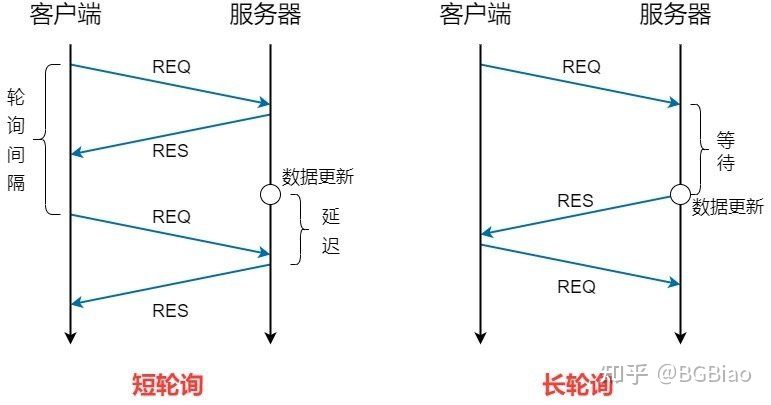 客户端
服务器
REQ
轮询间隔
RES
数据更新
REQ
延迟
RES
短轮询
客户端
服务器
REQ
等待
RES
数据更新
REQ
长轮询
知乎 @BGBiao